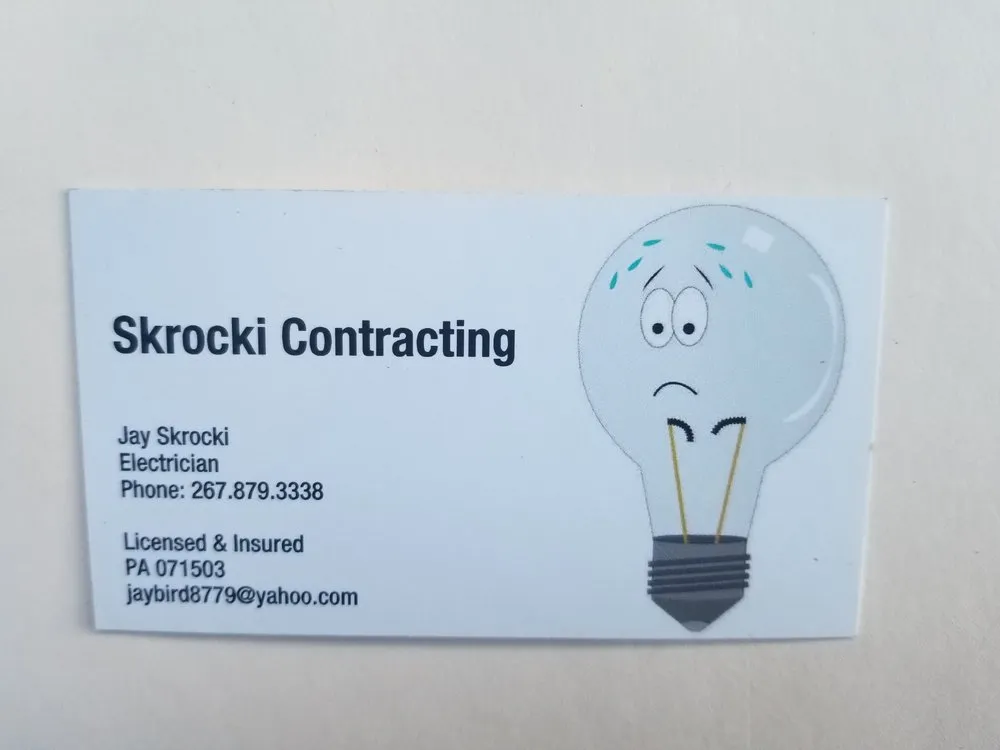 Skrocki Contracting
Jay Skrocki
Electrician
Phone: 267.879.3338
Licensed & Insured
PA 071503
jaybird8779@yahoo.com